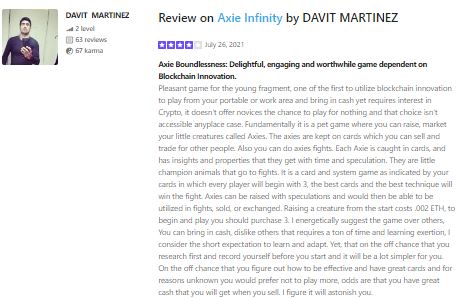 DAVIT MARTINEZ
2 level
63 reviews
67 karma
Review on Axie Infinity by DAVIT MARTINEZ
July 26, 2021
Axie Boundlessness: Delightful, engaging and worthwhile game dependent on
Blockchain Innovation.
Pleasant game for the young fragment, one of the first to utilize blockchain innovation
to play from your portable or work area and bring in cash yet requires interest in
Crypto, it doesn't offer novices the chance to play for nothing and that choice isn't
accessible anyplace case. Fundamentally it is a pet game where you can raise, market
your little creatures called Axies. The axies are kept on cards which you can sell and
trade for other people. Also you can do axies fights. Each Axie is caught in cards, and
has insights and properties that they get with time and speculation. They are little
champion animals that go to fights. It is a card and system game as indicated by your
cards in which every player will begin with 3, the best cards and the best technique will
win the fight. Axies can be raised with speculations and would then be able to be
utilized in fights, sold, or exchanged. Raising a creature from the start costs .002 ETH, to
begin and play you should purchase 3. I energetically suggest the game over others,
You can bring in cash, dislike others that requires a ton of time and learning exertion, I
consider the short expectation to learn and adapt. Yet, that on the off chance that you
research first and record yourself before you start and it will be a lot simpler for you.
On the off chance that you figure out how to be effective and have great cards and for
reasons unknown you would prefer not to play more, odds are that you have great
cash that you will get when you sell. I figure it will astonish you.